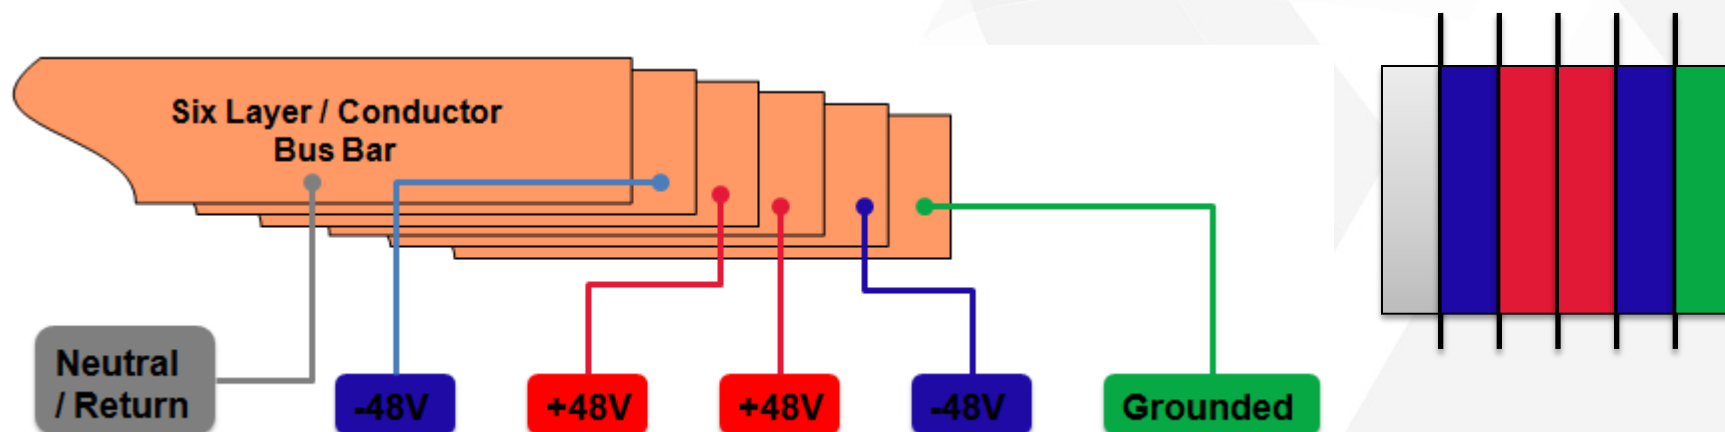 Six Layer / Conductor
Bus Bar
Neutral
/ Return
-48V
+48V
+48V
-48V
Grounded